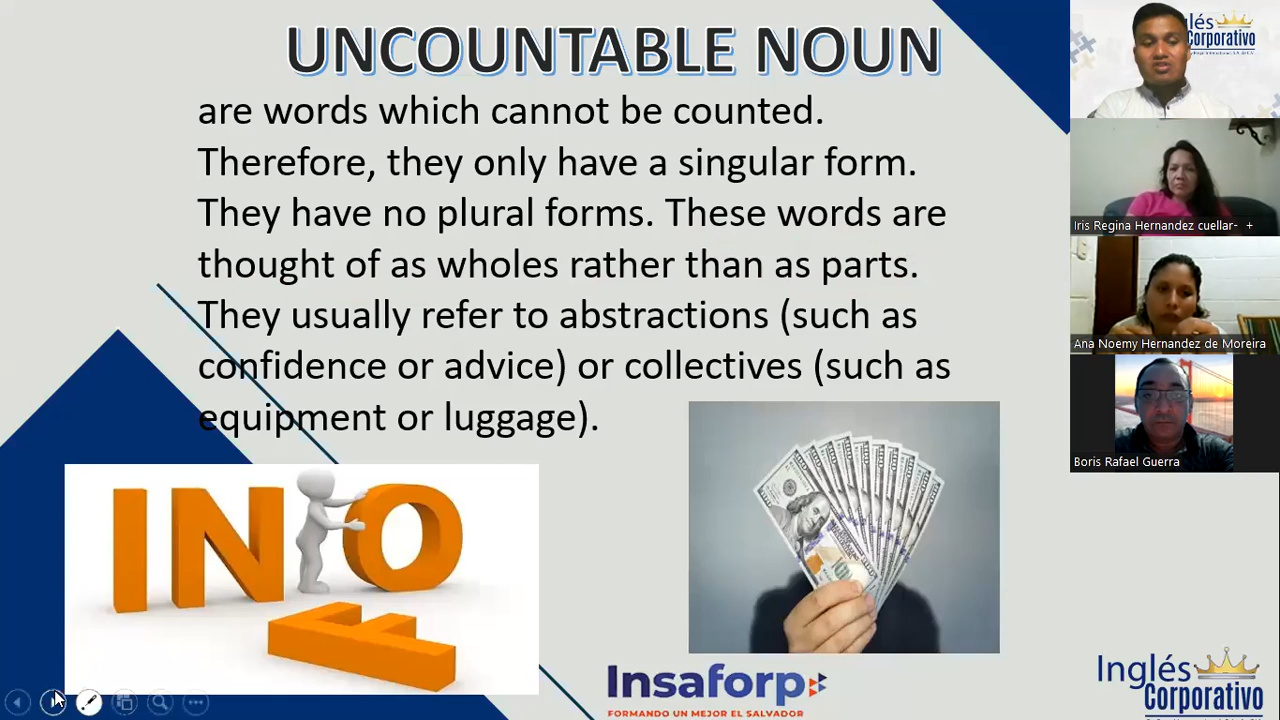 UNCOUNTABLE NOUN
are words which cannot be counted.
Therefore, they only have a singular form.
They have no plural forms. These words are
thought of as wholes rather than as parts.
They usually refer to abstractions (such as
confidence or advice) or collectives (such as
equipment or luggage).
INFO
Insaforp
FORMANDO UN MEJOR EL SALVADOR
Inglés
Corporativo
Inglés
Corporativo
Iris Regina Hernandez cuellar- +
Ana Noemy Hernandez de Moreira
Boris Rafael Guerra